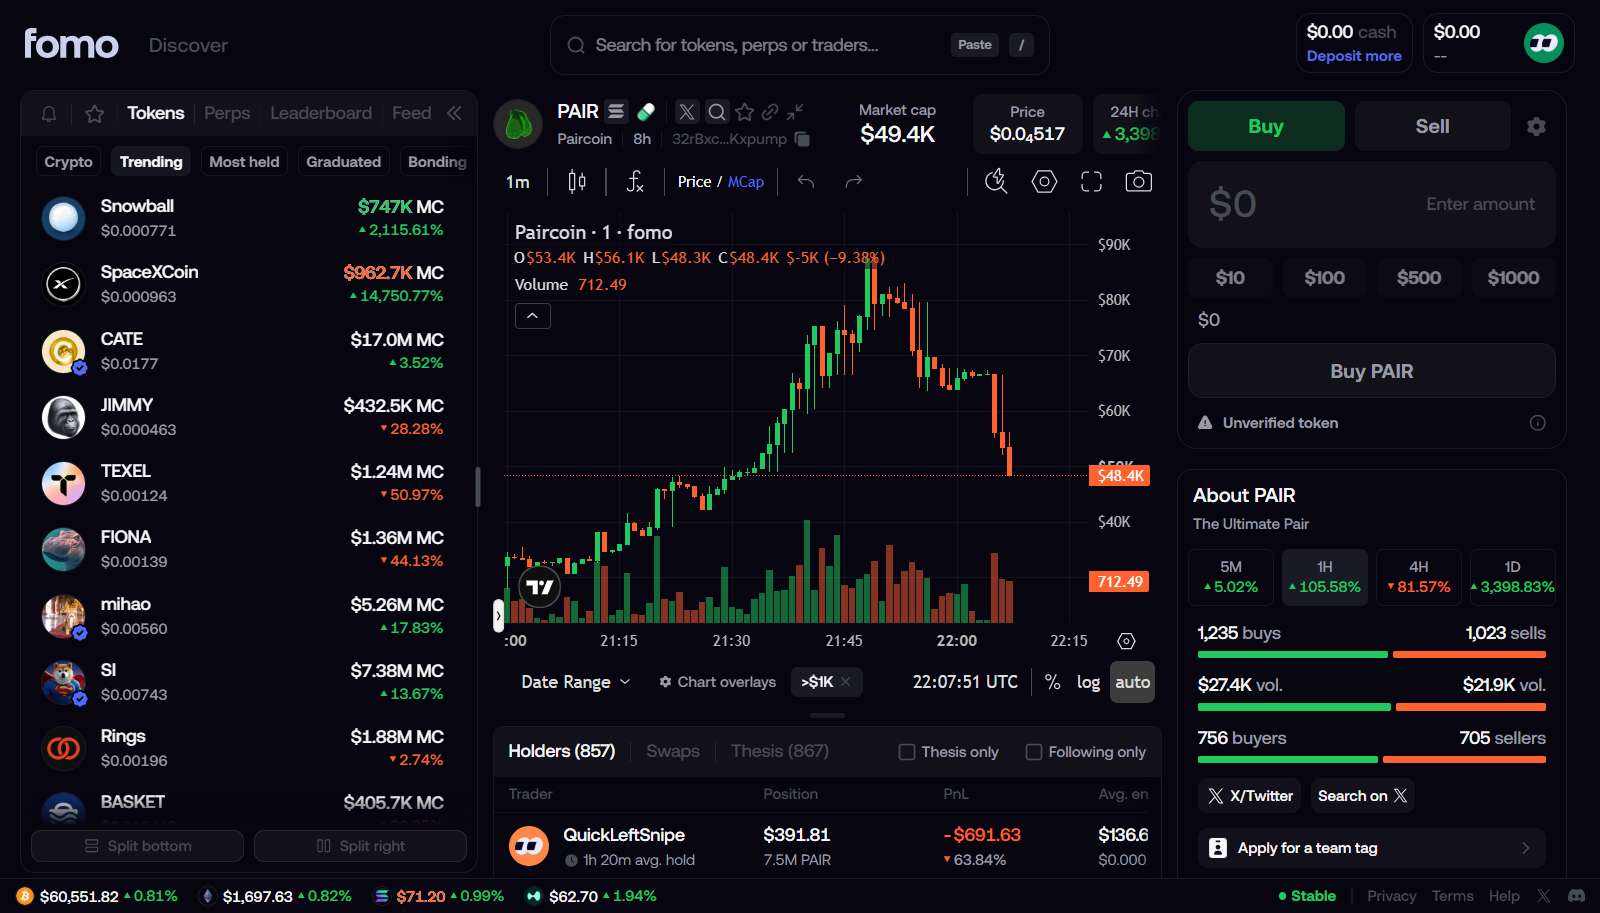 fomo
Discover
Search for tokens, perps or traders...
Paste
/
$0.00 cash
Deposit more
$0.00
--
Tokens
Perps
Leaderboard
Feed
Crypto
Trending
Most held
Graduated
Bonding
Snowball
$747K MC
$0.000771
2,115.61%
SpaceXCoin
$962.7K MC
$0.000963
14,750.77%
CATE
$17.0M MC
$0.0177
3.52%
JIMMY
$432.5K MC
$0.000463
28.28%
TEXEL
$1.24M MC
$0.00124
50.97%
FIONA
$1.36M MC
$0.00139
44.13%
mihao
$5.26M MC
$0.00560
17.83%
SI
$7.38M MC
$0.00743
13.67%
Rings
$1.88M MC
$0.00196
2.74%
BASKET
$405.7K MC
Split bottom
Split right
PAIR
Paircoin
8h
32rBxc...Kxpump
Market cap
$49.4K
Price
$0.0₄517
24H ch
3,398
1m
Price / MCap
Paircoin · 1 · fomo
O$53.4K H$56.1K L$48.3K C$48.4K $-5K (−9.38%)
Volume 712.49
$90K
$80K
$70K
$60K
$48.4K
$40K
712.49
:00
21:15
21:30
21:45
22:00
22:15
Date Range
Chart overlays
>$1K
22:07:51 UTC
%
log
auto
Holders (857)
Swaps
Thesis (867)
Thesis only
Following only
Trader
Position
PnL
Avg. en
QuickLeftSnipe
$391.81
-$691.63
$136.6
1h 20m avg. hold
7.5M PAIR
63.84%
$0.000
Buy
Sell
$0
Enter amount
$10
$100
$500
$1000
$0
Buy PAIR
Unverified token
About PAIR
The Ultimate Pair
5M
5.02%
1H
105.58%
4H
81.57%
1D
3,398.83%
1,235 buys
1,023 sells
$27.4K vol.
$21.9K vol.
756 buyers
705 sellers
X/Twitter
Search on X
Apply for a team tag
$60,551.82 0.81%
$1,697.63 0.82%
$71.20 0.99%
$62.70 1.94%
Stable
Privacy
Terms
Help